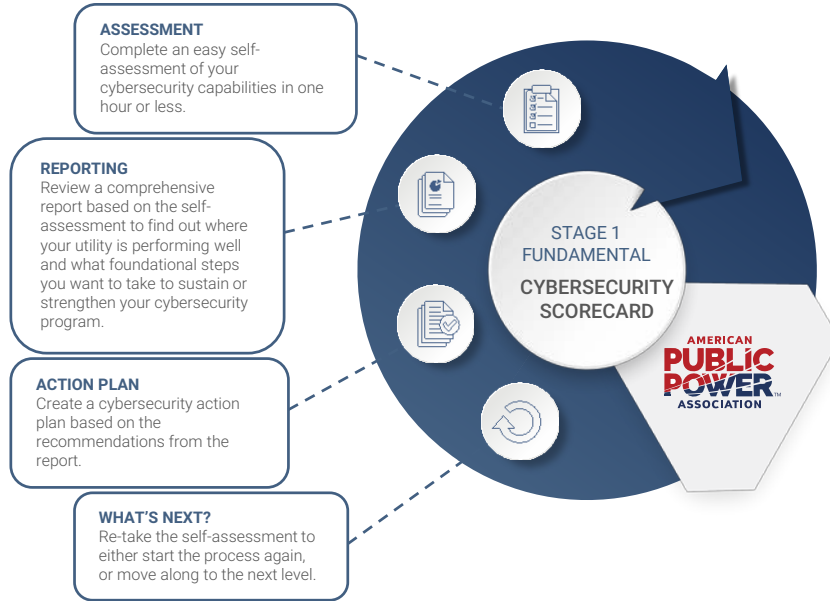 ASSESSMENT
Complete an easy self-
assessment of your
cybersecurity capabilities in one
hour or less.
REPORTING
Review a comprehensive
report based on the self-
assessment to find out where
your utility is performing well
and what foundational steps
you want to take to sustain or
strengthen your cybersecurity
program.
ACTION PLAN
Create a cybersecurity action
plan based on the
recommendations from the
report.
WHAT’S NEXT?
Re-take the self-assessment to
either start the process again,
or move along to the next level.
STAGE 1
FUNDAMENTAL
CYBERSECURITY
SCORECARD
AMERICAN
PUBLIC
POWER™
ASSOCIATION